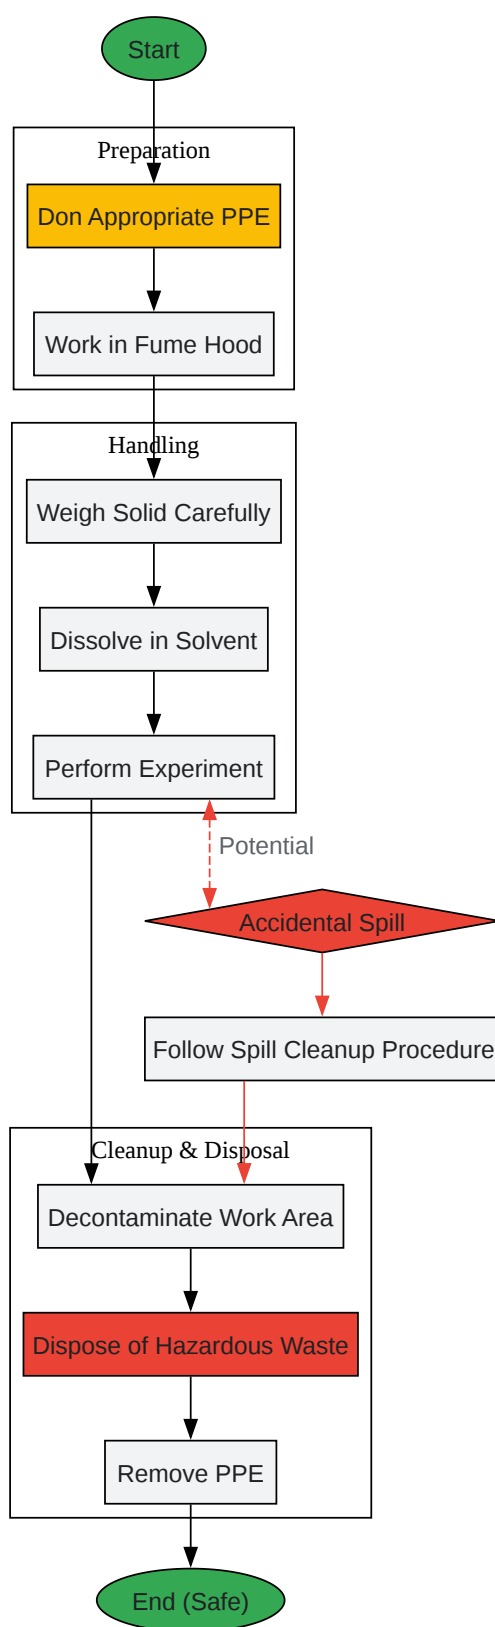 Start
Preparation
Don Appropriate PPE
Work in Fume Hood
Handling
Weigh Solid Carefully
Dissolve in Solvent
Perform Experiment
Potential
Accidental Spill
Follow Spill Cleanup Procedure
Cleanup & Disposal
Decontaminate Work Area
Dispose of Hazardous Waste
Remove PPE
End (Safe)